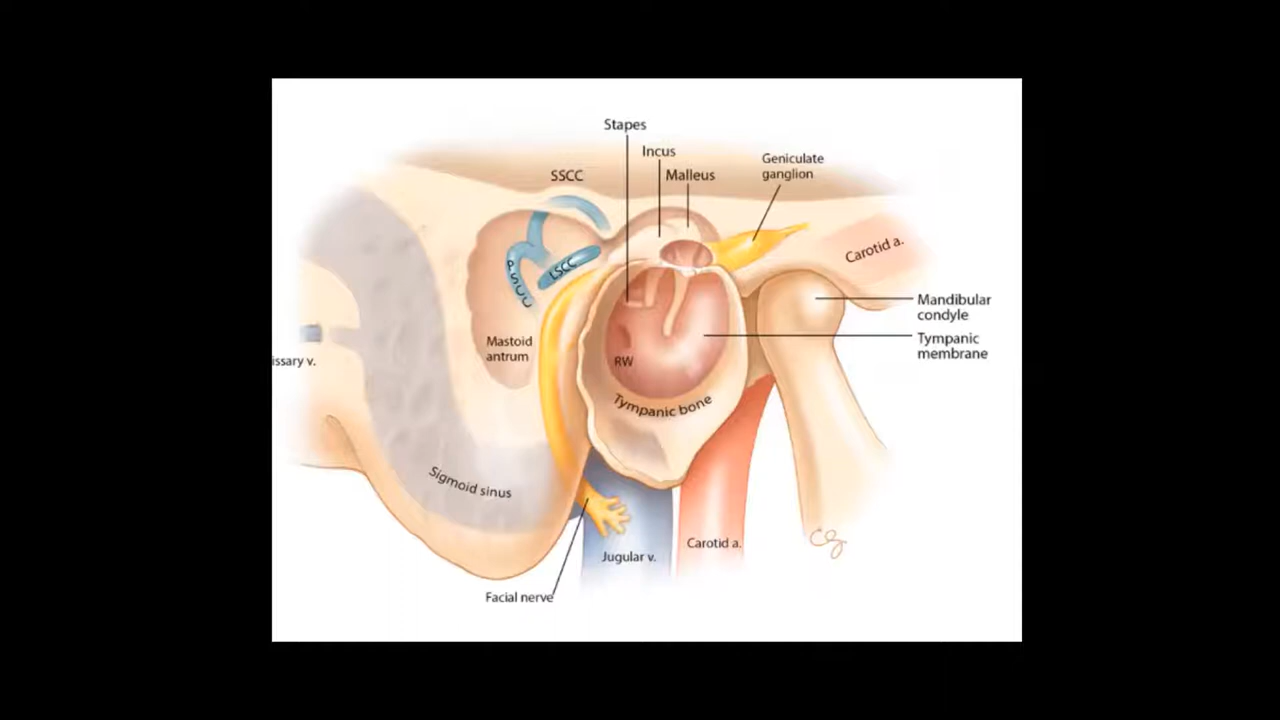 Stapes
Incus
SSCC
Malleus
Geniculate
ganglion
Carotid a.
PSCC
LSCC
Mandibular
condyle
Tympanic
membrane
Mastoid
antrum
RW
issary v.
Tympanic bone
Sigmoid sinus
Carotid a.
Jugular v.
Facial nerve